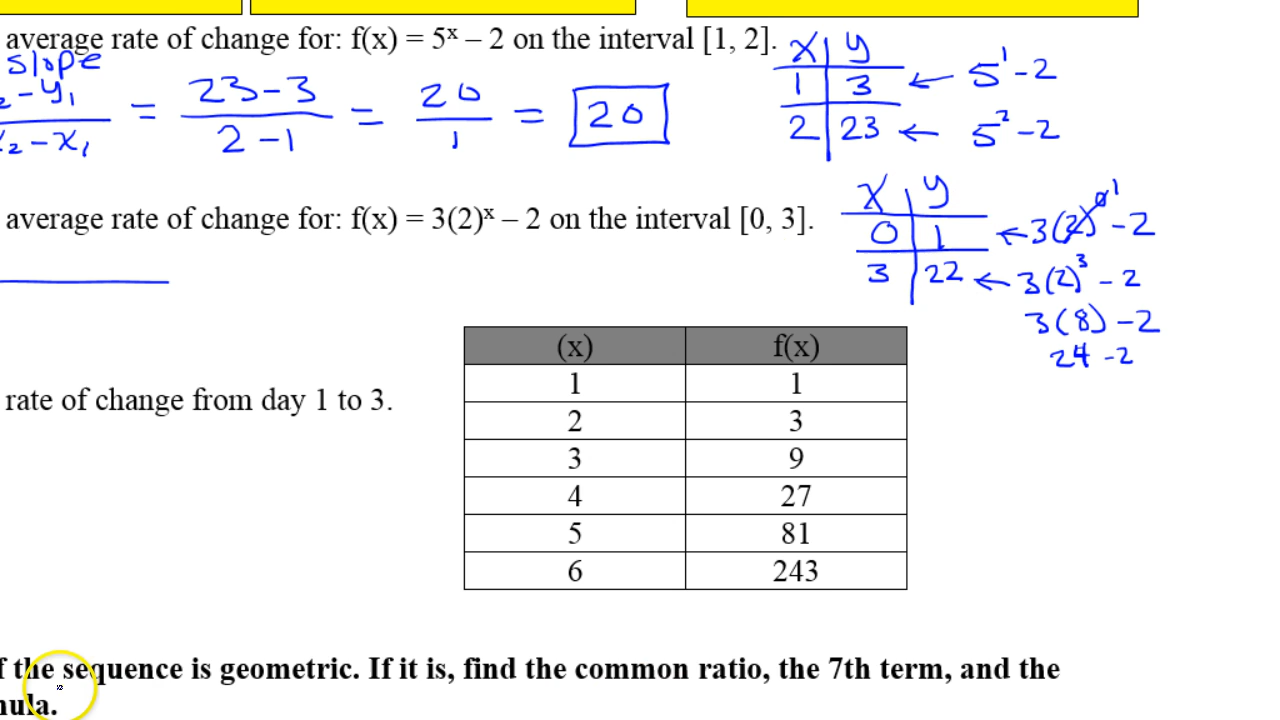 average rate of change for: f(x) = 5ˣ – 2 on the interval [1, 2].
slope
₂ – y₁ = 23 – 3 = 20 = 20
x₂ – x₁ 2 – 1 1
x y
1 3 ← 5¹ - 2
2 23 ← 5² - 2
average rate of change for: f(x) = 3(2)ˣ – 2 on the interval [0, 3].
x y
0 1 ← 3(2)⁰ ¹ - 2
3 22 ← 3(2)³ - 2
3(8) - 2
24 - 2
rate of change from day 1 to 3.
(x) f(x)
1 1
2 3
3 9
4 27
5 81
6 243
f the sequence is geometric. If it is, find the common ratio, the 7th term, and the
nula.